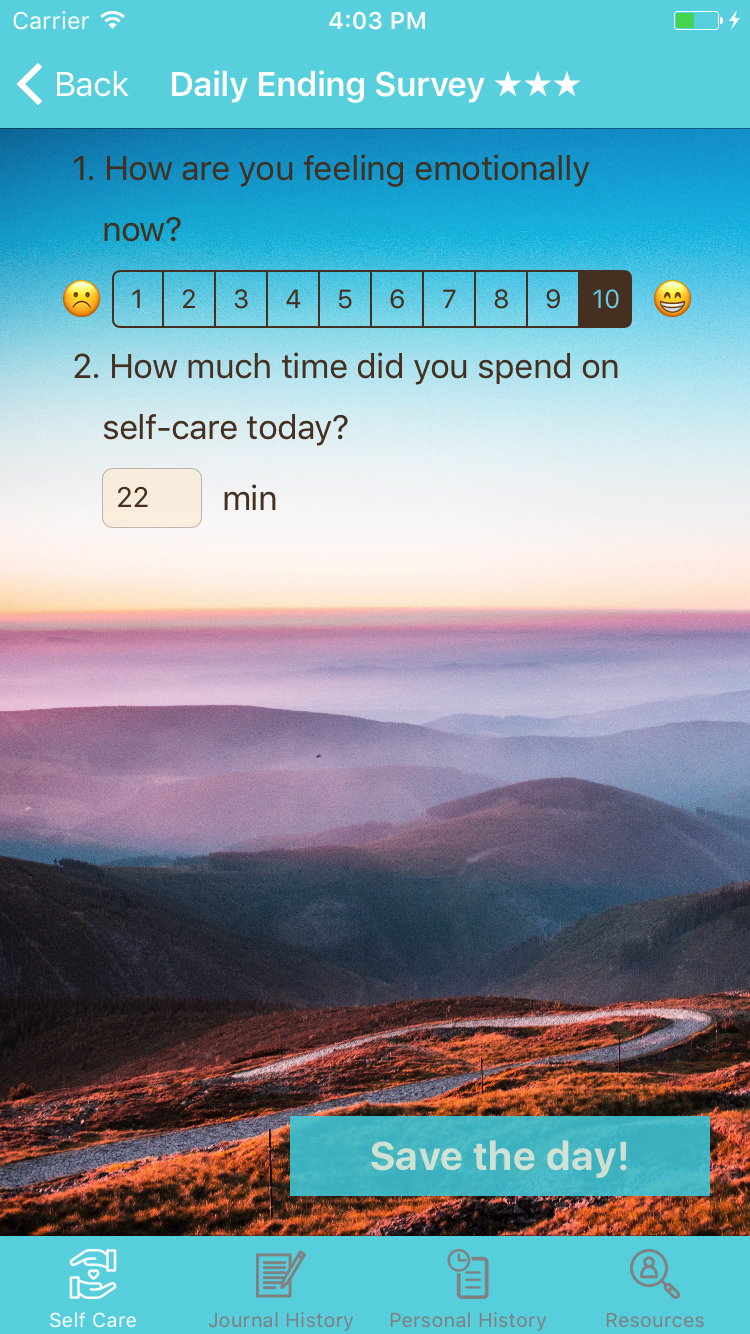 Carrier 4:03 PM
Back Daily Ending Survey ★★★
1. How are you feeling emotionally
now?
1 2 3 4 5 6 7 8 9 10
2. How much time did you spend on
self-care today?
22 min
Save the day!
Self Care Journal History Personal History Resources